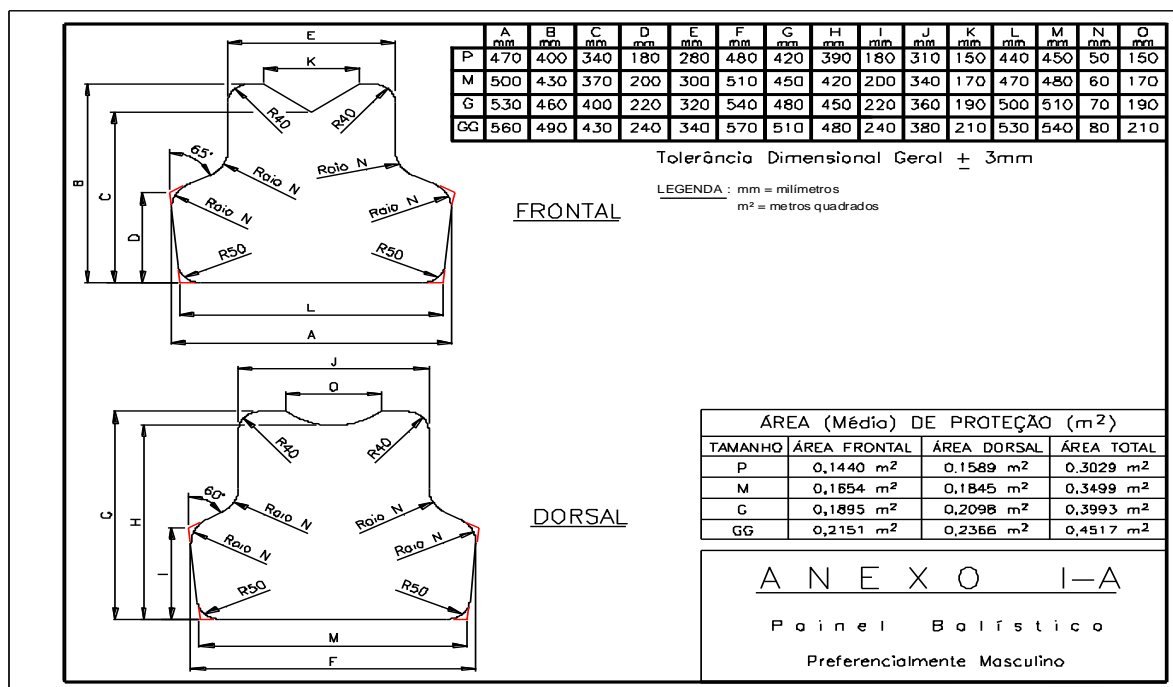 A B C D E F G H I J K L M N O
mm mm mm mm mm mm mm mm mm mm mm mm mm mm mm
P 470 400 340 180 280 480 420 390 180 310 150 440 450 50 150
M 500 430 370 200 300 510 450 420 200 340 170 470 480 60 170
G 530 460 400 220 320 540 480 450 220 360 190 500 510 70 190
GG 560 490 430 240 340 570 510 480 240 380 210 530 540 80 210
Tolerância Dimensional Geral ± 3mm
LEGENDA : mm = milímetros
m² = metros quadrados
E
K
R40 R40
65°
Raio N Raio N
Raio N Raio N
B C D
R50 R50
L
A
FRONTAL
J
O
R40 R40
60°
Raio N Raio N
Raio N Raio N
G H I
R50 R50
M
F
DORSAL
ÁREA (Média) DE PROTEÇÃO (m²)
TAMANHO ÁREA FRONTAL ÁREA DORSAL ÁREA TOTAL
P 0,1440 m² 0,1589 m² 0,3029 m²
M 0,1654 m² 0,1845 m² 0,3499 m²
G 0,1895 m² 0,2098 m² 0,3993 m²
GG 0,2151 m² 0,2366 m² 0,4517 m²
ANEXO I-A
Painel Balístico
Preferencialmente Masculino